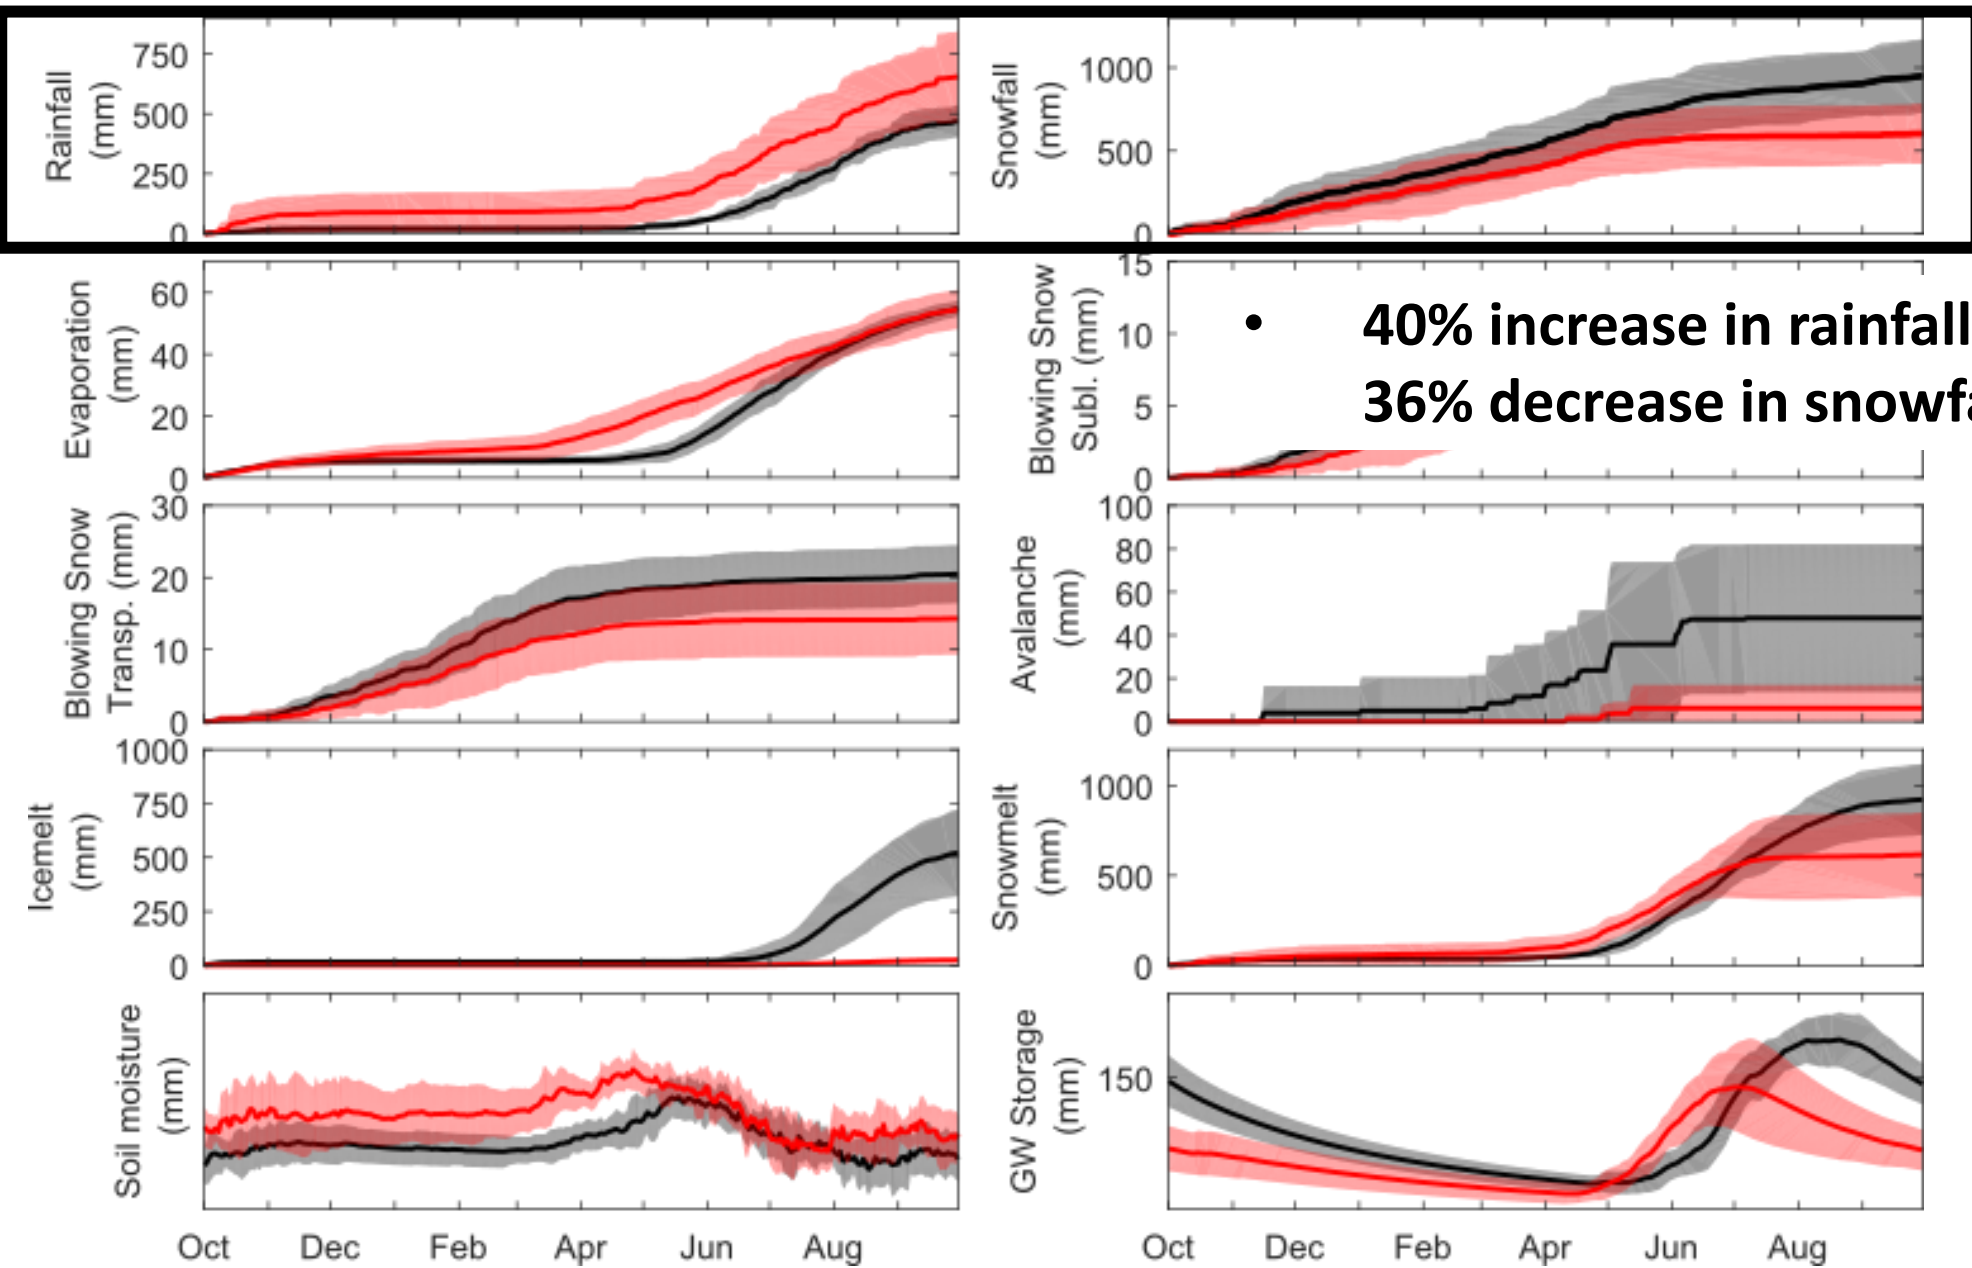 Rainfall
(mm)
750
500
250
0
Snowfall
(mm)
1000
500
0
Evaporation
(mm)
60
40
20
0
Blowing Snow
Subl. (mm)
15
10
5
0
• 40% increase in rainfall
36% decrease in snowfa
Blowing Snow
Transp. (mm)
30
20
10
0
Avalanche
(mm)
100
80
60
40
20
0
Icemelt
(mm)
1000
750
500
250
0
Snowmelt
(mm)
1000
500
0
Soil moisture
(mm)
GW Storage
(mm)
150
Oct Dec Feb Apr Jun Aug
Oct Dec Feb Apr Jun Aug